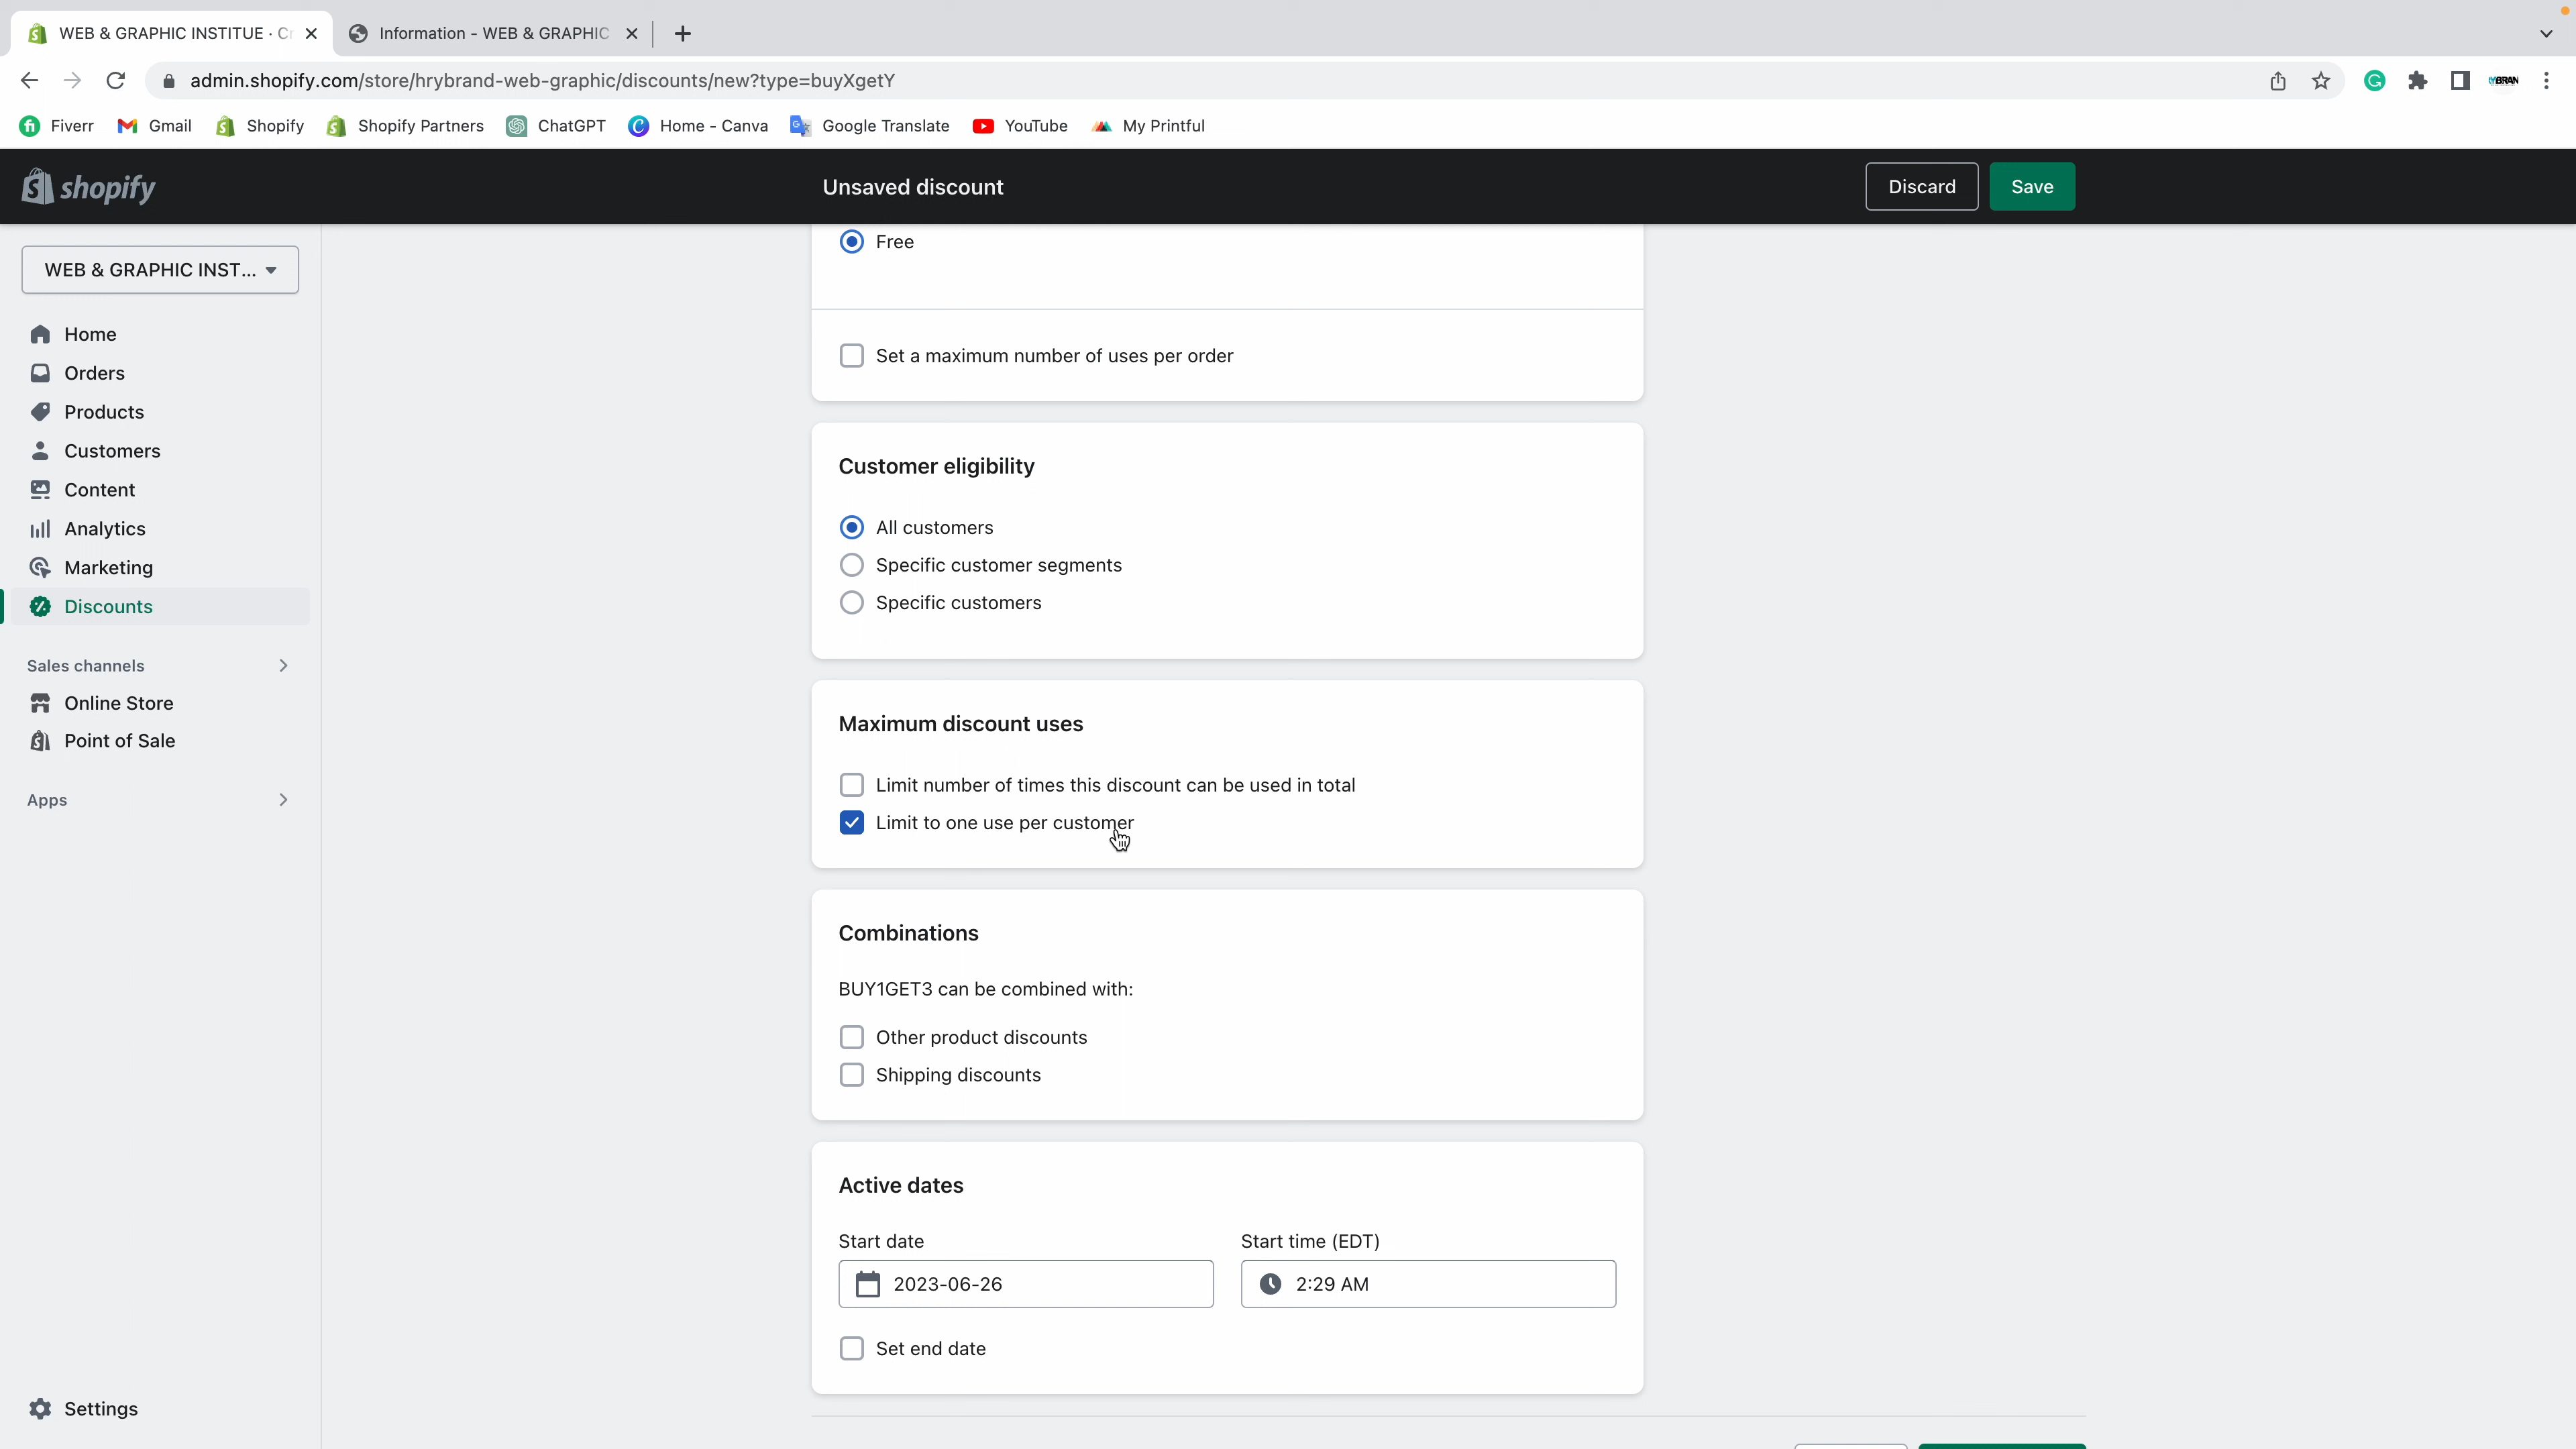 WEB & GRAPHIC INSTITUE · Cr
Information - WEB & GRAPHIC
admin.shopify.com/store/hrybrand-web-graphic/discounts/new?type=buyXgetY
Fiverr
Gmail
Shopify
Shopify Partners
ChatGPT
Home - Canva
Google Translate
YouTube
My Printful
shopify
Unsaved discount
Discard
Save
WEB & GRAPHIC INST...
Home
Orders
Products
Customers
Content
Analytics
Marketing
Discounts
Sales channels
Online Store
Point of Sale
Apps
Settings
Free
Set a maximum number of uses per order
Customer eligibility
All customers
Specific customer segments
Specific customers
Maximum discount uses
Limit number of times this discount can be used in total
Limit to one use per customer
Combinations
BUY1GET3 can be combined with:
Other product discounts
Shipping discounts
Active dates
Start date
Start time (EDT)
2023-06-26
2:29 AM
Set end date